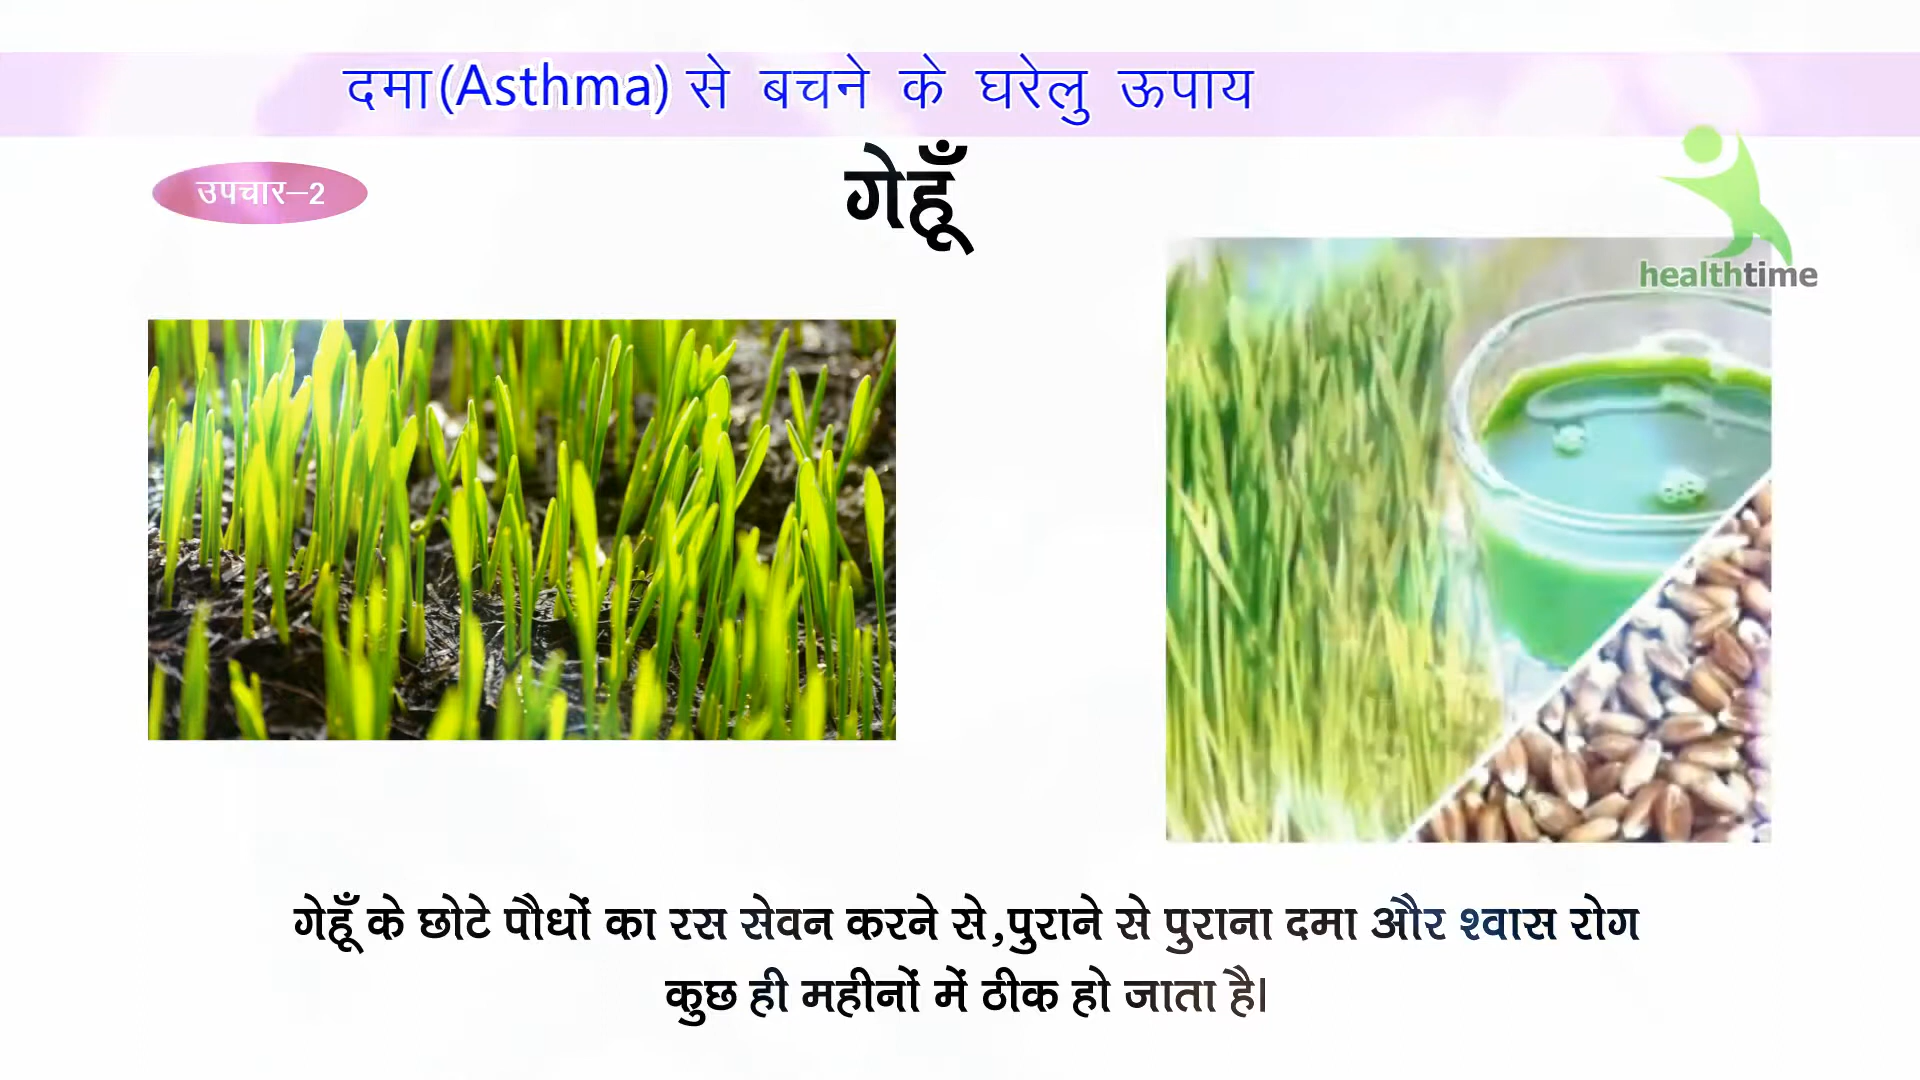 दमा(Asthma) से बचने के घरेलु ऊपाय
उपचार–2
गेहूँ
healthtime
गेहूँ के छोटे पौधों का रस सेवन करने से,पुराने से पुराना दमा और श्वास रोग
कुछ ही महीनों में ठीक हो जाता है।